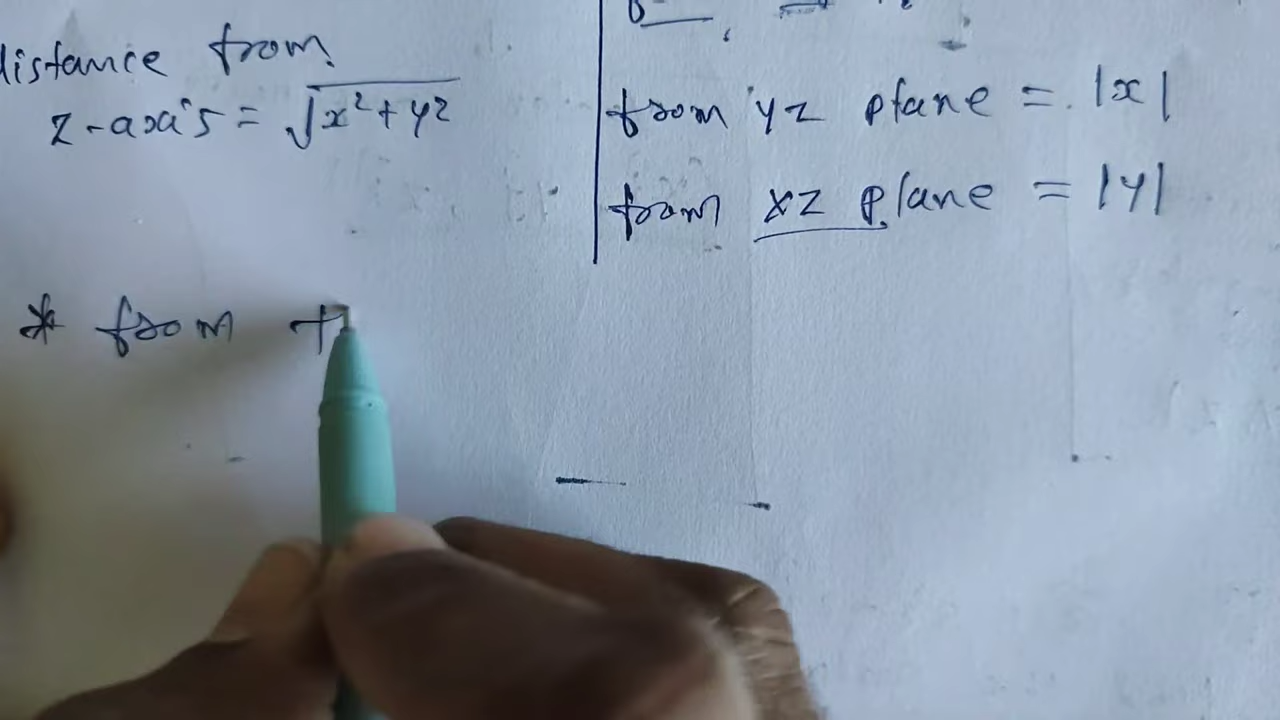 distance from
z-axis = √x²+y²
from yz plane = |x|
from xz plane = |y|
* from